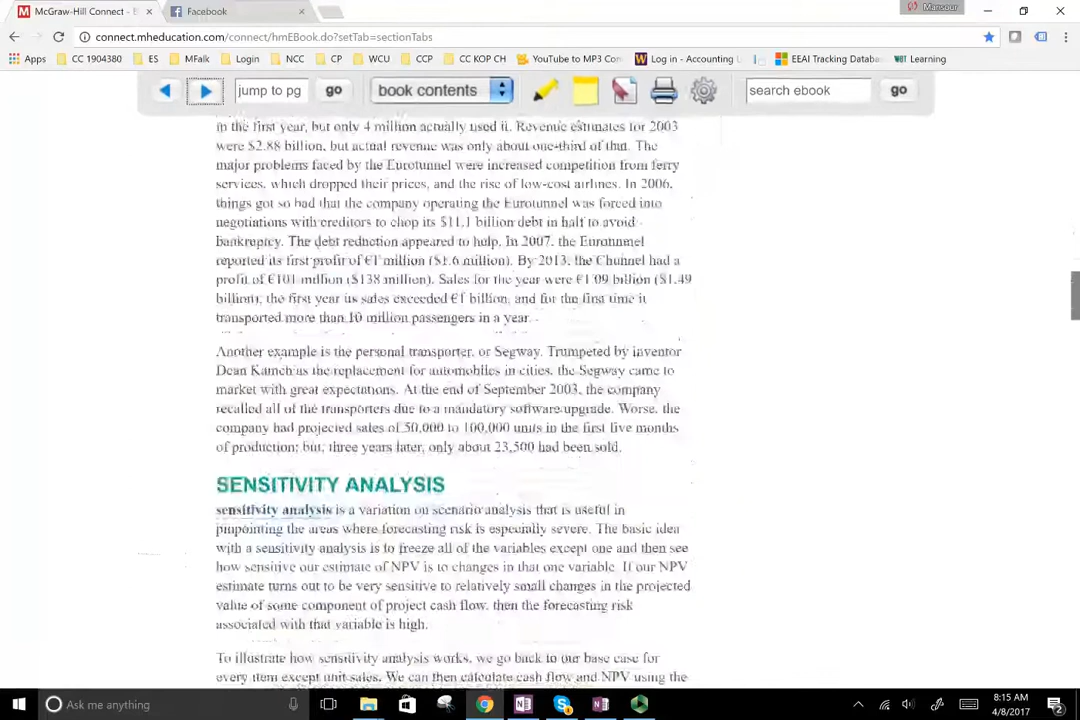 McGraw-Hill Connect - E
Facebook
Mansour
connect.mheducation.com/connect/hmEBook.do?setTab=sectionTabs
Apps CC 1904380 ES MFalk Login NCC CP WCU CCP CC KOP CH YouTube to MP3 Con Log in - Accounting EEAI Tracking Databa WT Learning
jump to pg go book contents search ebook go
in the first year, but only 4 million actually used it. Revenue estimates for 2003
were $2.88 billion, but actual revenue was only about one-third of that. The
major problems faced by the Eurotunnel were increased competition from ferry
services, which dropped their prices, and the rise of low-cost airlines. In 2006,
things got so bad that the company operating the Eurotunnel was forced into
negotiations with creditors to chop its $11.1 billion debt in half to avoid
bankruptcy. The debt reduction appeared to help. In 2007, the Eurotunnel
reported its first profit of €1 million ($1.6 million). By 2013, the Chunnel had a
profit of €101 million ($138 million). Sales for the year were €1.09 billion ($1.49
billion), the first year its sales exceeded €1 billion, and for the first time it
transported more than 10 million passengers in a year.
Another example is the personal transporter, or Segway. Trumpeted by inventor
Dean Kamen as the replacement for automobiles in cities, the Segway came to
market with great expectations. At the end of September 2003, the company
recalled all of the transporters due to a mandatory software upgrade. Worse, the
company had projected sales of 50,000 to 100,000 units in the first five months
of production; but, three years later, only about 23,500 had been sold.
SENSITIVITY ANALYSIS
sensitivity analysis is a variation on scenario analysis that is useful in
pinpointing the areas where forecasting risk is especially severe. The basic idea
with a sensitivity analysis is to freeze all of the variables except one and then see
how sensitive our estimate of NPV is to changes in that one variable. If our NPV
estimate turns out to be very sensitive to relatively small changes in the projected
value of some component of project cash flow, then the forecasting risk
associated with that variable is high.
To illustrate how sensitivity analysis works, we go back to our base case for
every item except unit sales. We can then calculate cash flow and NPV using the
Ask me anything
8:15 AM
4/8/2017
2